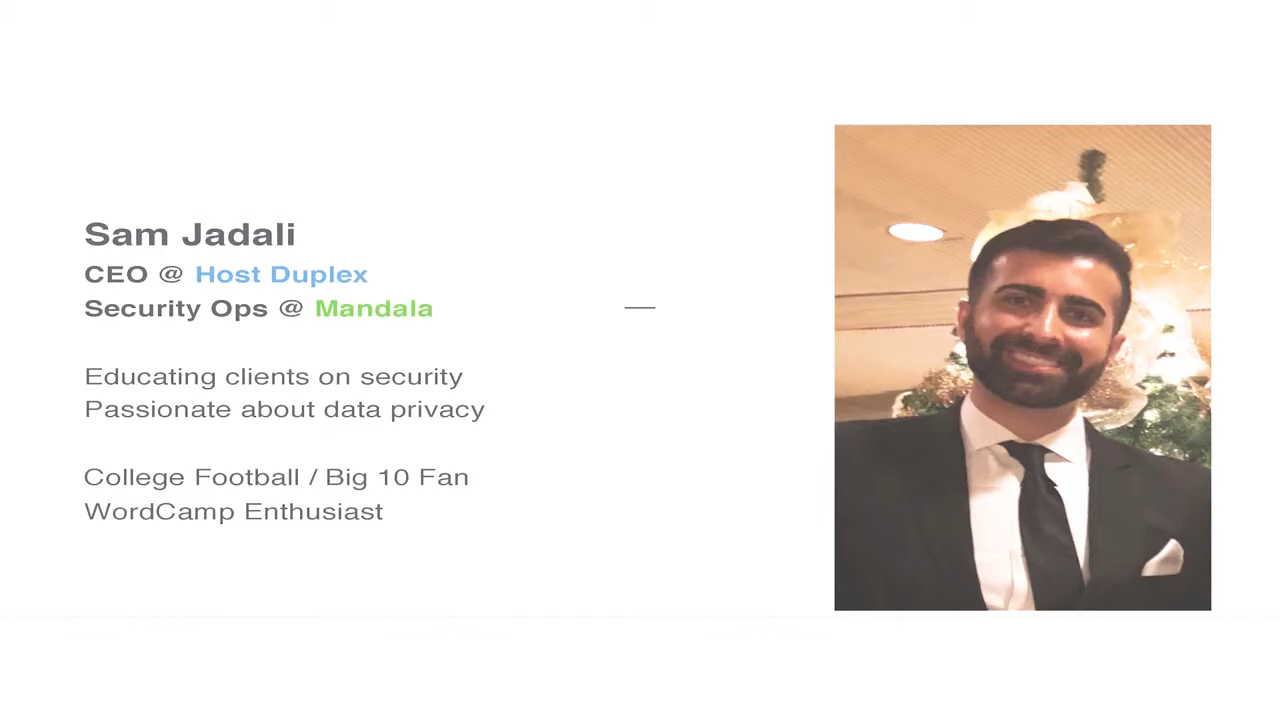 Sam Jadali
CEO @ Host Duplex
Security Ops @ Mandala
Educating clients on security
Passionate about data privacy
College Football / Big 10 Fan
WordCamp Enthusiast